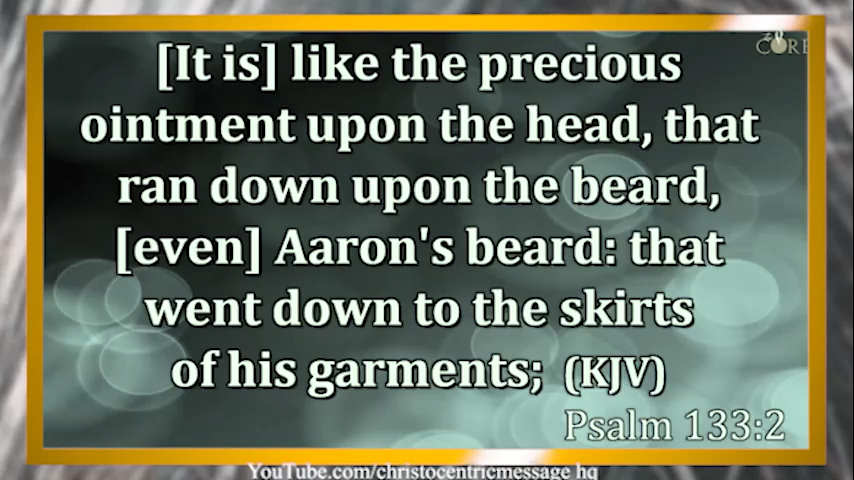 CORE
[It is] like the precious
ointment upon the head, that
ran down upon the beard,
[even] Aaron's beard: that
went down to the skirts
of his garments; (KJV)
Psalm 133:2
YouTube.com/christocentricmessage hq